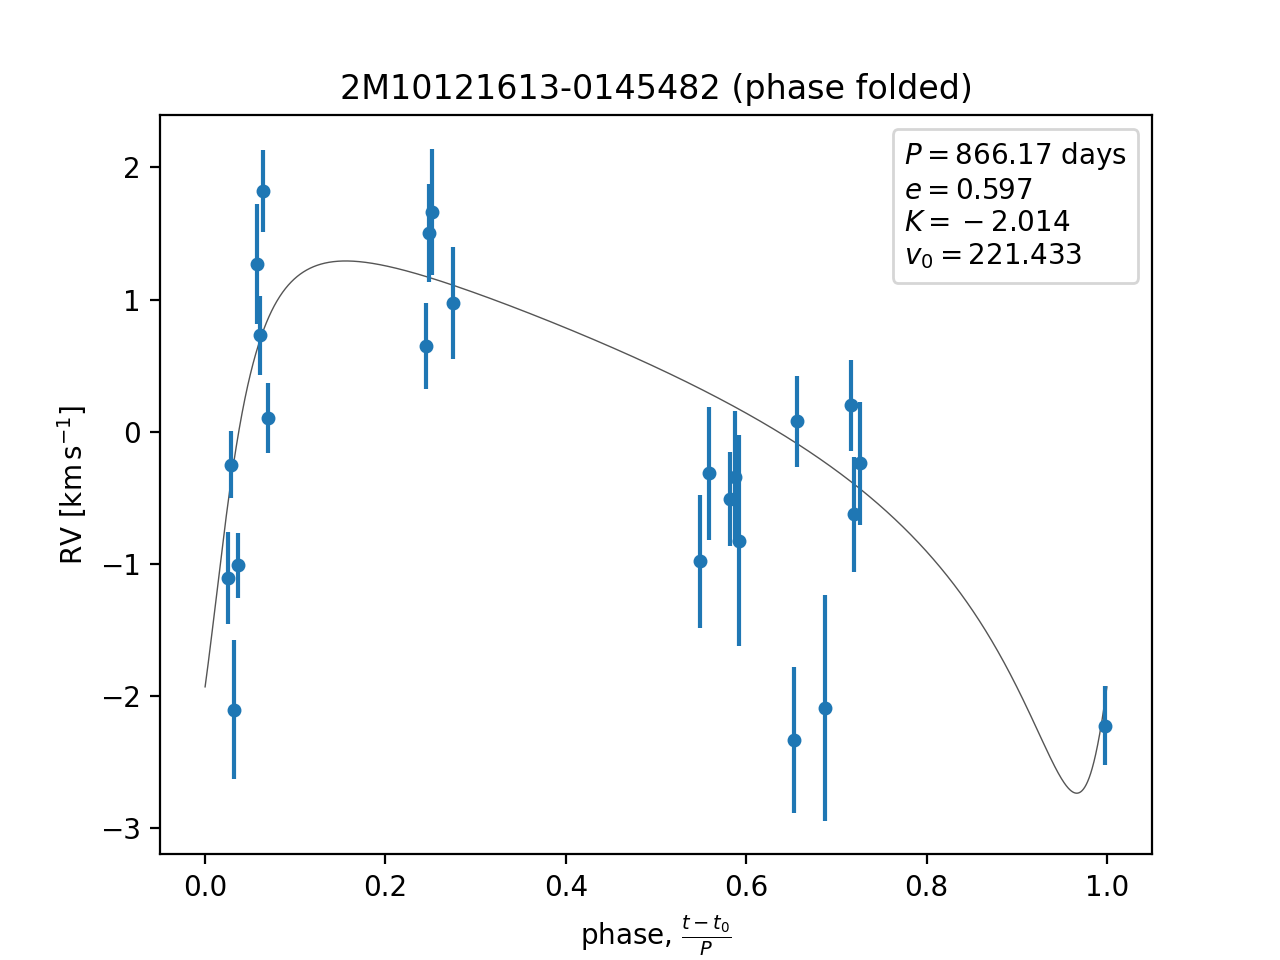 2M10121613-0145482 (phase folded)
P = 866.17 days
e = 0.597
K = − 2.014
v₀ = 221.433
2
1
0
−1
−2
−3
RV [km s⁻¹]
0.0 0.2 0.4 0.6 0.8 1.0
phase, (t − t₀)/P